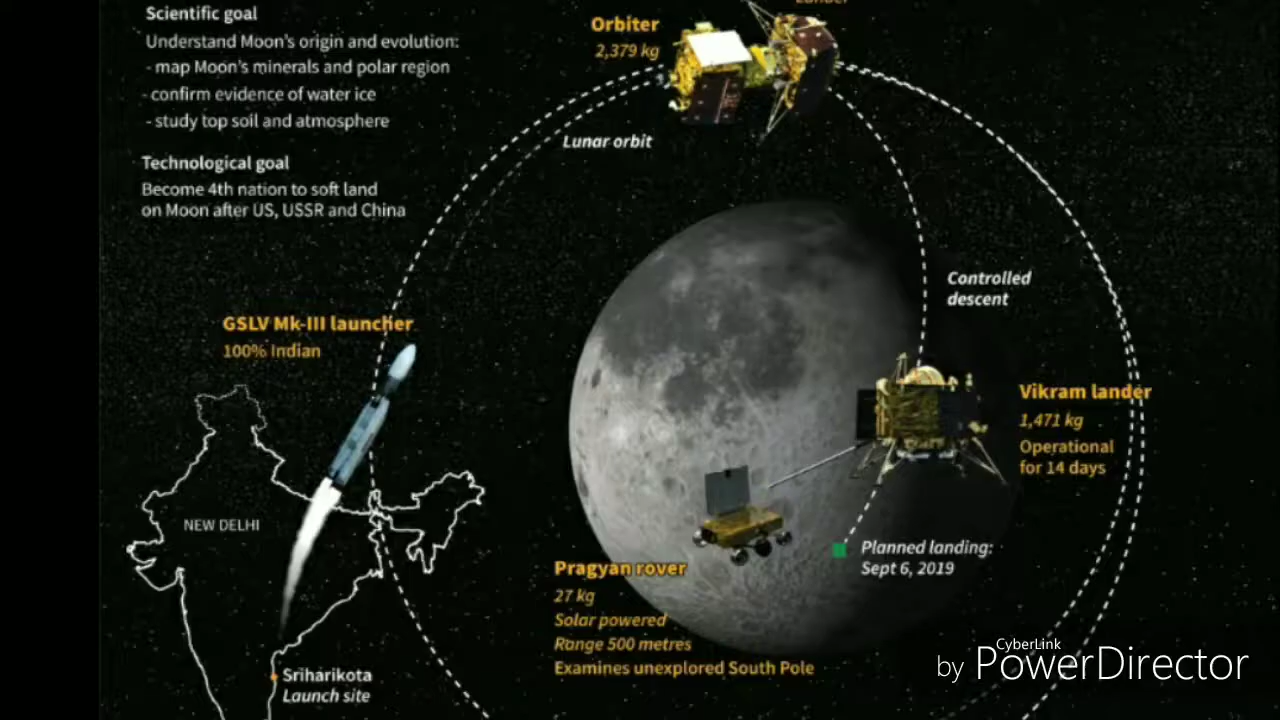 Scientific goal
Understand Moon's origin and evolution:
- map Moon's minerals and polar region
- confirm evidence of water ice
- study top soil and atmosphere
Technological goal
Become 4th nation to soft land
on Moon after US, USSR and China
Orbiter
2,379 kg
Lander
Lunar orbit
Controlled
descent
GSLV Mk-III launcher
100% Indian
Vikram lander
1,471 kg
Operational
for 14 days
NEW DELHI
Planned landing:
Sept 6, 2019
Pragyan rover
27 kg
Solar powered
Range 500 metres
Examines unexplored South Pole
Sriharikota
Launch site
CyberLink
by PowerDirector